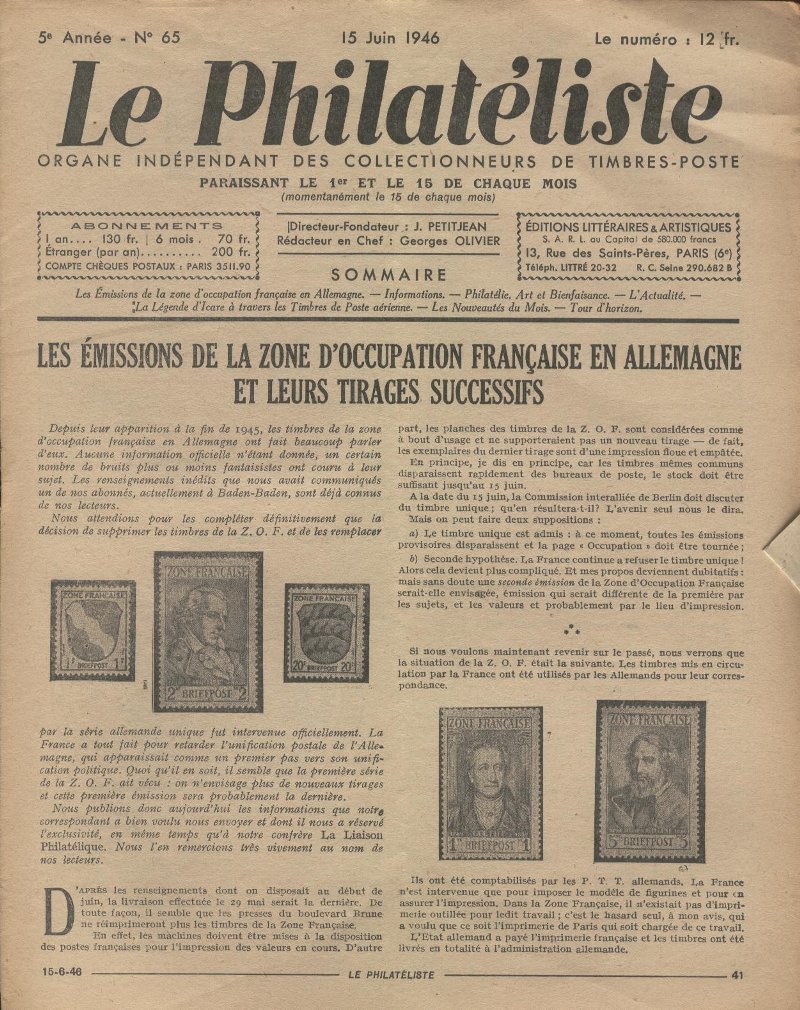 5e Année - N° 65
15 Juin 1946
Le numéro : 12 fr.
Le Philatéliste
ORGANE INDÉPENDANT DES COLLECTIONNEURS DE TIMBRES-POSTE
PARAISSANT LE 1er ET LE 15 DE CHAQUE MOIS
(momentanément le 15 de chaque mois)
ABONNEMENTS
1 an.... 130 fr. | 6 mois . 70 fr.
Étranger (par an).......... 200 fr.
COMPTE CHÈQUES POSTAUX : PARIS 3511.90
Directeur-Fondateur : J. PETITJEAN
Rédacteur en Chef : Georges OLIVIER
SOMMAIRE
ÉDITIONS LITTÉRAIRES & ARTISTIQUES
S. A. R. L. au Capital de 580.000 francs
13, Rue des Saints-Pères, PARIS (6e)
Téléph. LITTRÉ 20-32 R. C. Seine 290.682 B
Les Émissions de la zone d'occupation française en Allemagne. — Informations. — Philatélie, Art et Bienfaisance. — L'Actualité. —
La Légende d'Icare à travers les Timbres de Poste aérienne. — Les Nouveautés du Mois. — Tour d'horizon.
LES ÉMISSIONS DE LA ZONE D'OCCUPATION FRANÇAISE EN ALLEMAGNE
ET LEURS TIRAGES SUCCESSIFS
Depuis leur apparition à la fin de 1945, les timbres de la zone
d'occupation française en Allemagne ont fait beaucoup parler
d'eux. Aucune information officielle n'étant donnée, un certain
nombre de bruits plus ou moins fantaisistes ont couru à leur
sujet. Les renseignements inédits que nous avait communiqués
un de nos abonnés, actuellement à Baden-Baden, sont déjà connus
de nos lecteurs.
Nous attendions pour les compléter définitivement que la
décision de supprimer les timbres de la Z. O. F. et de les remplacer
ZONE FRANÇAISE
1F BRIEFPOST 1F
ZONE FRANÇAISE
2 BRIEFPOST 2
ZONE FRANÇAISE
20F BRIEFPOST 20F
par la série allemande unique fut intervenue officiellement. La
France a tout fait pour retarder l'unification postale de l'Alle-
magne, qui apparaissait comme un premier pas vers son unifi-
cation politique. Quoi qu'il en soit, il semble que la première série
de la Z. O. F. ait vécu : on n'envisage plus de nouveaux tirages
et cette première émission sera probablement la dernière.
Nous publions donc aujourd'hui les informations que notre
correspondant a bien voulu nous envoyer et dont il nous a réservé
l'exclusivité, en même temps qu'à notre confrère La Liaison
Philatélique. Nous l'en remercions très vivement au nom de
nos lecteurs.
D'APRÈS les renseignements dont on disposait au début de
juin, la livraison effectuée le 29 mai serait la dernière. De
toute façon, il semble que les presses du boulevard Brune
ne réimprimeront plus les timbres de la Zone Française.
En effet, les machines doivent être mises à la disposition
des postes françaises pour l'impression des valeurs en cours. D'autre
part, les planches des timbres de la Z. O. F. sont considérées comme
à bout d'usage et ne supporteraient pas un nouveau tirage — de fait,
les exemplaires du dernier tirage sont d'une impression floue et empâtée.
En principe, je dis en principe, car les timbres mêmes communs
disparaissent rapidement des bureaux de poste, le stock doit être
suffisant jusqu'au 15 juin.
A la date du 15 juin, la Commission interalliée de Berlin doit discuter
du timbre unique ; qu'en résultera-t-il ? L'avenir seul nous le dira.
Mais on peut faire deux suppositions :
a) Le timbre unique est admis : à ce moment, toutes les émissions
provisoires disparaissent et la page « Occupation » doit être tournée ;
b) Seconde hypothèse. La France continue a refuser le timbre unique !
Alors cela devient plus compliqué. Et mes propos deviennent dubitatifs :
mais sans doute une seconde émission de la Zone d'Occupation Française
serait-elle envisagée, émission qui serait différente de la première par
les sujets, et les valeurs et probablement par le lieu d'impression.
Si nous voulons maintenant revenir sur le passé, nous verrons que
la situation de la Z. O. F. était la suivante. Les timbres mis en circu-
lation par la France ont été utilisés par les Allemands pour leur corres-
pondance.
ZONE FRANÇAISE
1 BRIEFPOST 1
ZONE FRANÇAISE
5 BRIEFPOST 5
Ils ont été comptabilisés par les P. T. T. allemands. La France
n'est intervenue que pour imposer le modèle de figurines et pour en
assurer l'impression. Dans la Zone Française, il n'existait pas d'impri-
merie outillée pour ledit travail ; c'est le hasard seul, à mon avis, qui
a voulu que ce soit l'imprimerie de Paris qui soit chargée de ce travail.
L'Etat allemand a payé l'imprimerie française et les timbres ont été
livrés en totalité à l'administration allemande.
15-6-46
LE PHILATÉLISTE
41